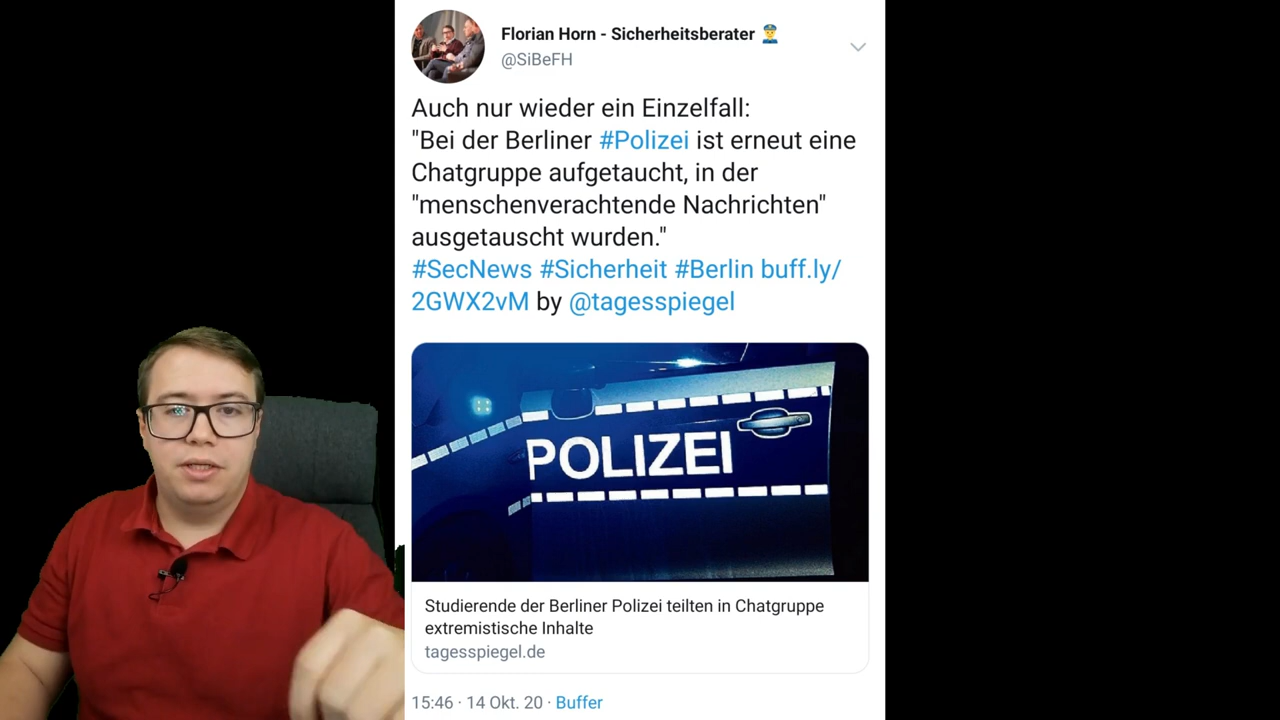 Florian Horn - Sicherheitsberater 👮
@SiBeFH
Auch nur wieder ein Einzelfall:
"Bei der Berliner #Polizei ist erneut eine
Chatgruppe aufgetaucht, in der
"menschenverachtende Nachrichten"
ausgetauscht wurden."
#SecNews #Sicherheit #Berlin buff.ly/
2GWX2vM by @tagesspiegel
POLIZEI
Studierende der Berliner Polizei teilten in Chatgruppe
extremistische Inhalte
tagesspiegel.de
15:46 · 14 Okt. 20 · Buffer